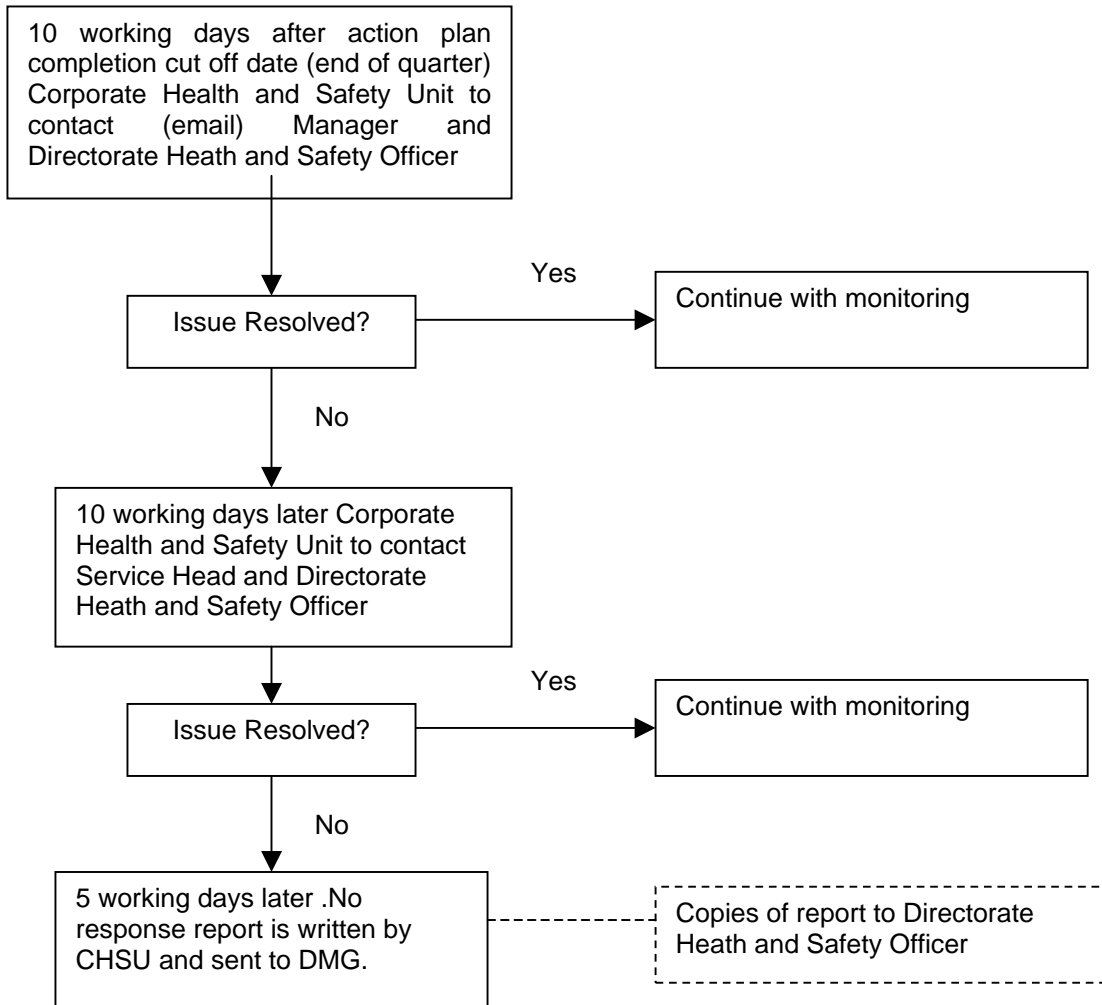 10 working days after action plan
completion cut off date (end of quarter)
Corporate Health and Safety Unit to
contact (email) Manager and
Directorate Heath and Safety Officer
Yes
Issue Resolved?
Continue with monitoring
No
10 working days later Corporate
Health and Safety Unit to contact
Service Head and Directorate
Heath and Safety Officer
Yes
Issue Resolved?
Continue with monitoring
No
5 working days later .No
response report is written by
CHSU and sent to DMG.
Copies of report to Directorate
Heath and Safety Officer